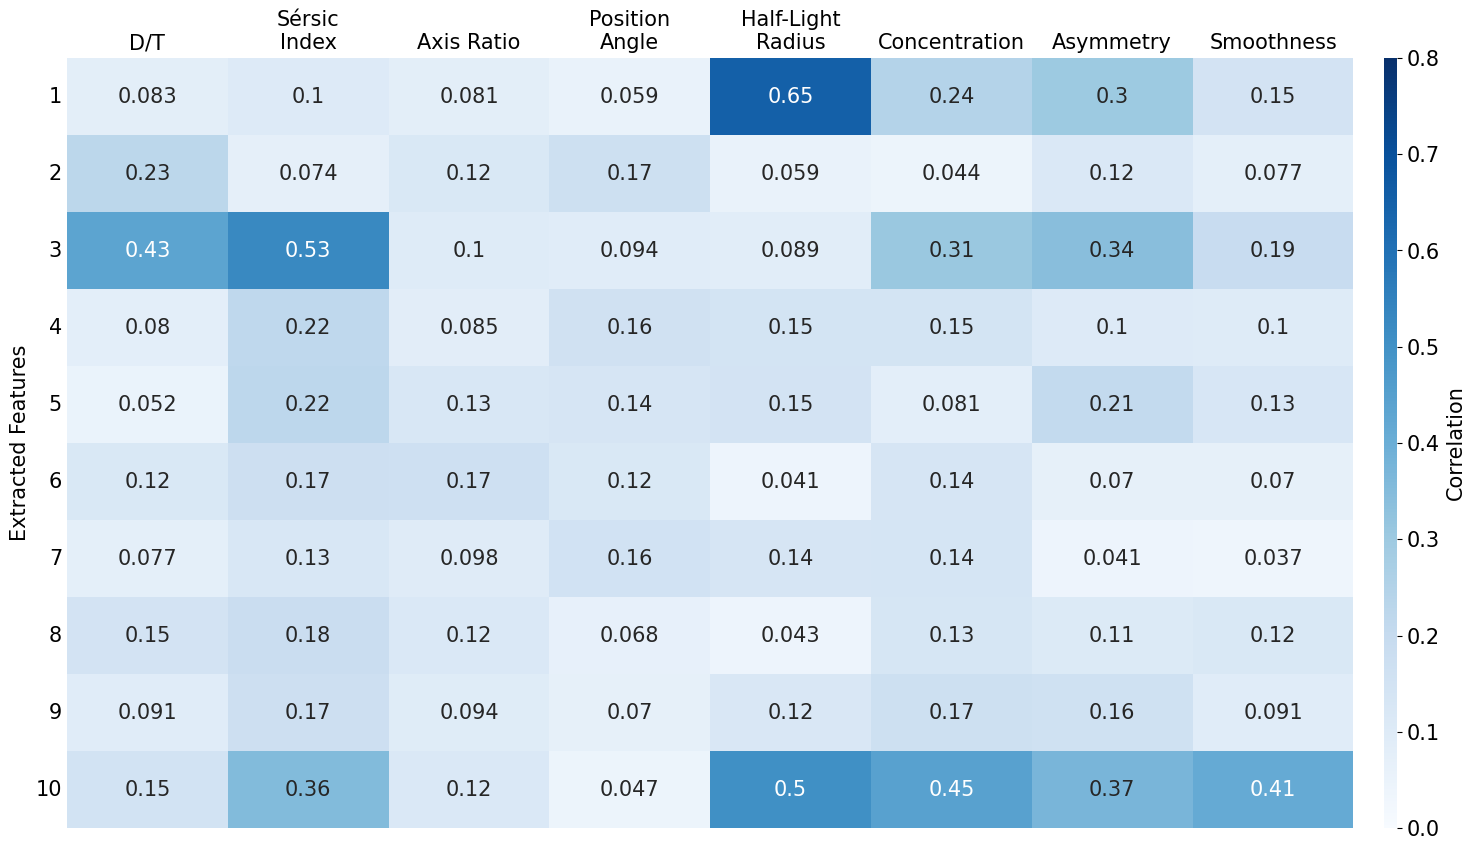 Sérsic
Position
Half-Light
D/T
Index
Axis Ratio
Angle
Radius
Concentration
Asymmetry
Smoothness
1 0.083 0.1 0.081 0.059 0.65 0.24 0.3 0.15
2 0.23 0.074 0.12 0.17 0.059 0.044 0.12 0.077
3 0.43 0.53 0.1 0.094 0.089 0.31 0.34 0.19
4 0.08 0.22 0.085 0.16 0.15 0.15 0.1 0.1
5 0.052 0.22 0.13 0.14 0.15 0.081 0.21 0.13
6 0.12 0.17 0.17 0.12 0.041 0.14 0.07 0.07
7 0.077 0.13 0.098 0.16 0.14 0.14 0.041 0.037
8 0.15 0.18 0.12 0.068 0.043 0.13 0.11 0.12
9 0.091 0.17 0.094 0.07 0.12 0.17 0.16 0.091
10 0.15 0.36 0.12 0.047 0.5 0.45 0.37 0.41
Extracted Features
0.8
0.7
0.6
0.5
0.4
0.3
0.2
0.1
0.0
Correlation